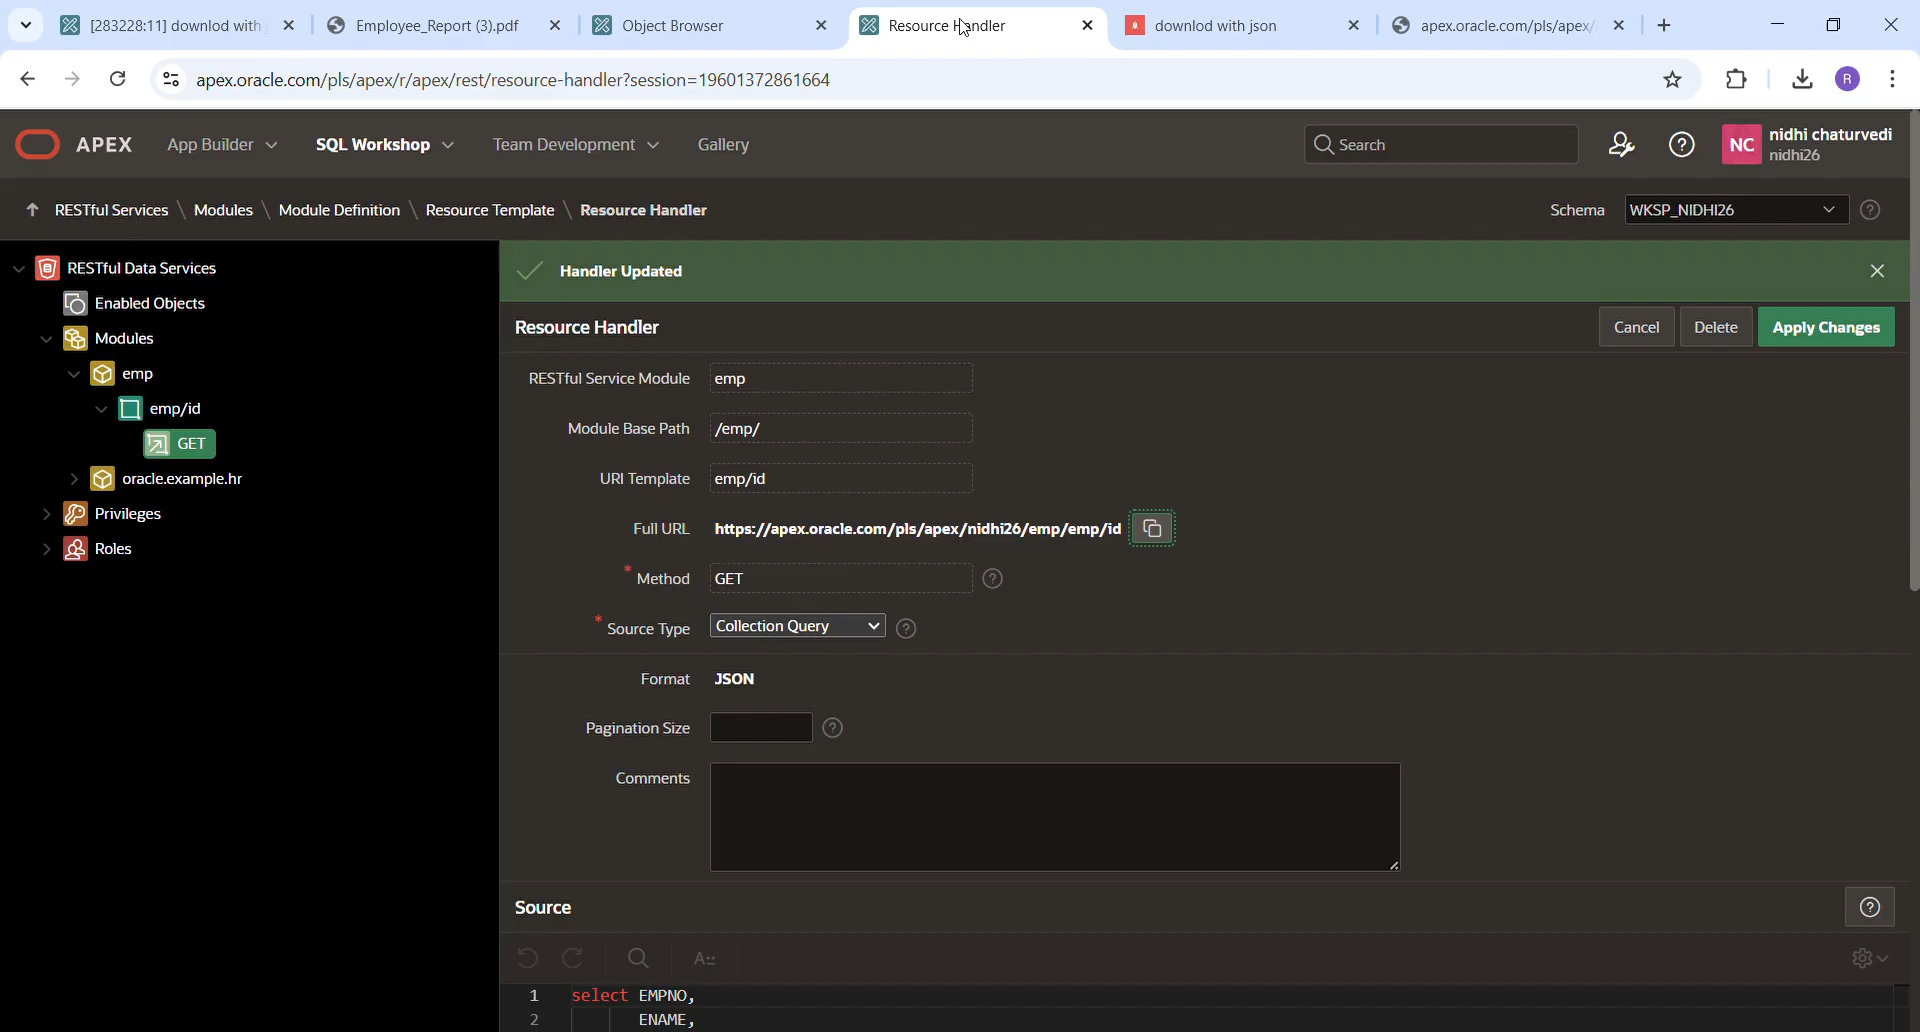 [283228:11] downlod with
Employee_Report (3).pdf
Object Browser
Resource Handler
downlod with json
apex.oracle.com/pls/apex/
apex.oracle.com/pls/apex/r/apex/rest/resource-handler?session=19601372861664
R
APEX
App Builder
SQL Workshop
Team Development
Gallery
Search
NC
nidhi chaturvedi
nidhi26
RESTful Services \ Modules \ Module Definition \ Resource Template \ Resource Handler
Schema
WKSP_NIDHI26
RESTful Data Services
Enabled Objects
Modules
emp
emp/id
GET
oracle.example.hr
Privileges
Roles
Handler Updated
Resource Handler
Cancel
Delete
Apply Changes
RESTful Service Module
emp
Module Base Path
/emp/
URI Template
emp/id
Full URL
https://apex.oracle.com/pls/apex/nidhi26/emp/emp/id
* Method
GET
* Source Type
Collection Query
Format
JSON
Pagination Size
Comments
Source
A::
1 select EMPNO,
2 ENAME,